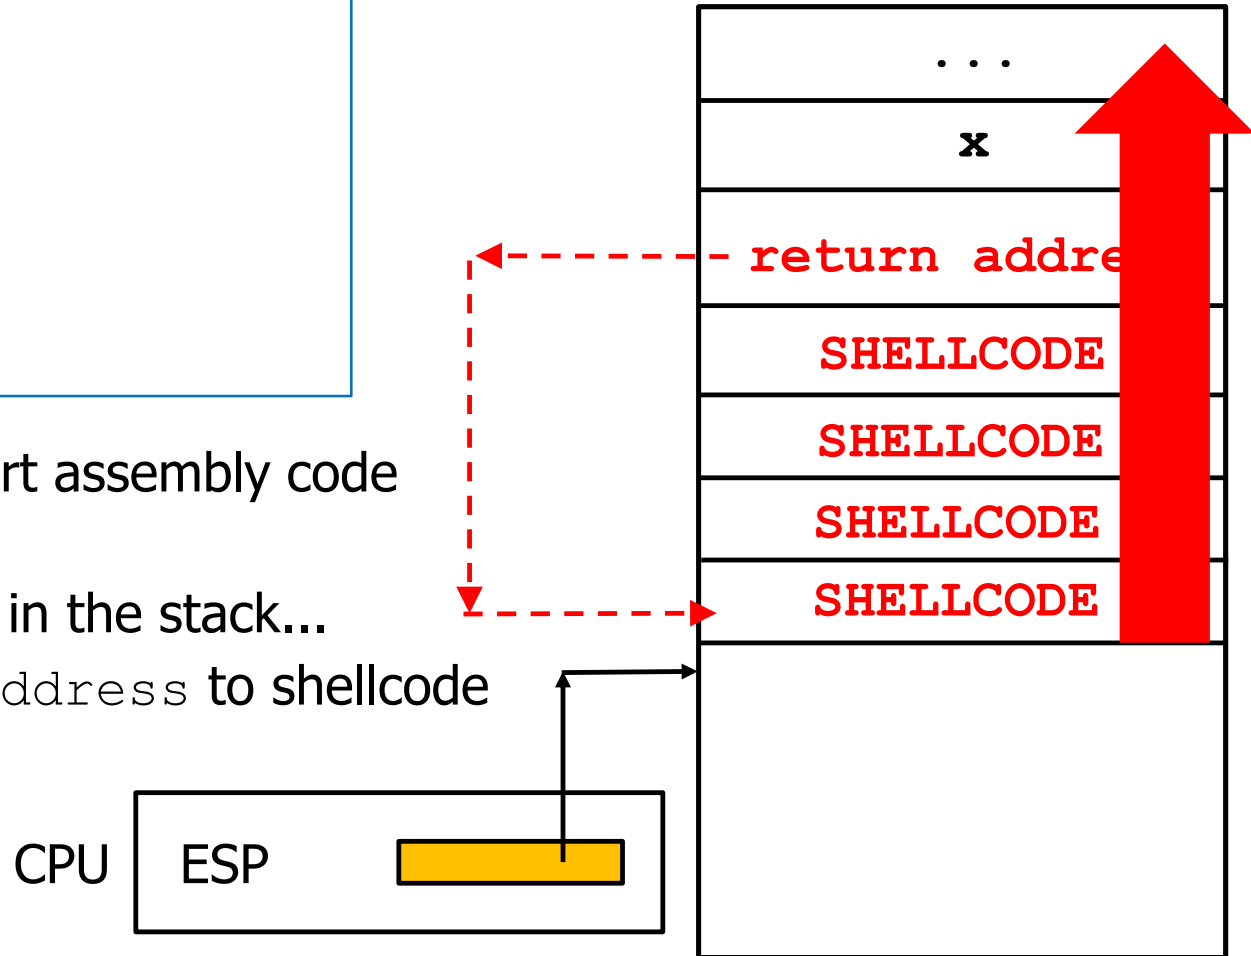 rt assembly code
in the stack...
ddress to shellcode
CPU
ESP
...
x
return addre
SHELLCODE
SHELLCODE
SHELLCODE
SHELLCODE